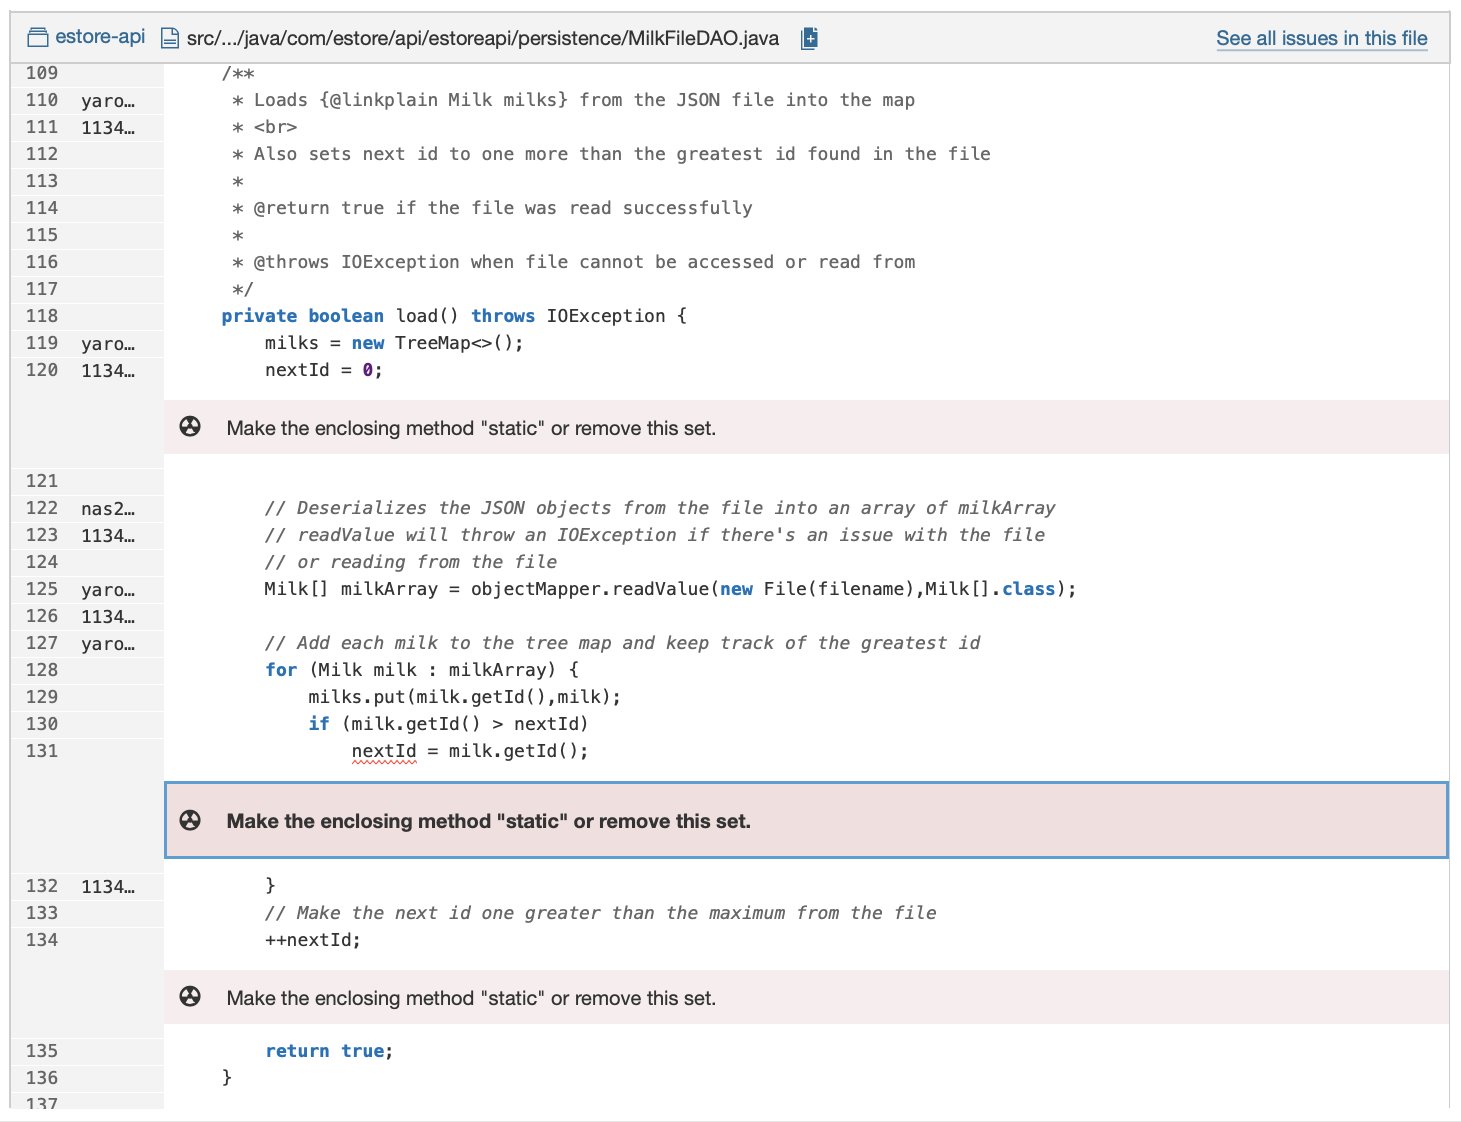 estore-api src/.../java/com/estore/api/estoreapi/persistence/MilkFileDAO.java See all issues in this file
109 /**
110 yaro… * Loads {@linkplain Milk milks} from the JSON file into the map
111 1134… * <br>
112 * Also sets next id to one more than the greatest id found in the file
113 *
114 * @return true if the file was read successfully
115 *
116 * @throws IOException when file cannot be accessed or read from
117 */
118 private boolean load() throws IOException {
119 yaro… milks = new TreeMap<>();
120 1134… nextId = 0;
Make the enclosing method "static" or remove this set.
121
122 nas2… // Deserializes the JSON objects from the file into an array of milkArray
123 1134… // readValue will throw an IOException if there's an issue with the file
124 // or reading from the file
125 yaro… Milk[] milkArray = objectMapper.readValue(new File(filename),Milk[].class);
126 1134…
127 yaro… // Add each milk to the tree map and keep track of the greatest id
128 for (Milk milk : milkArray) {
129 milks.put(milk.getId(),milk);
130 if (milk.getId() > nextId)
131 nextId = milk.getId();
Make the enclosing method "static" or remove this set.
132 1134… }
133 // Make the next id one greater than the maximum from the file
134 ++nextId;
Make the enclosing method "static" or remove this set.
135 return true;
136 }
137